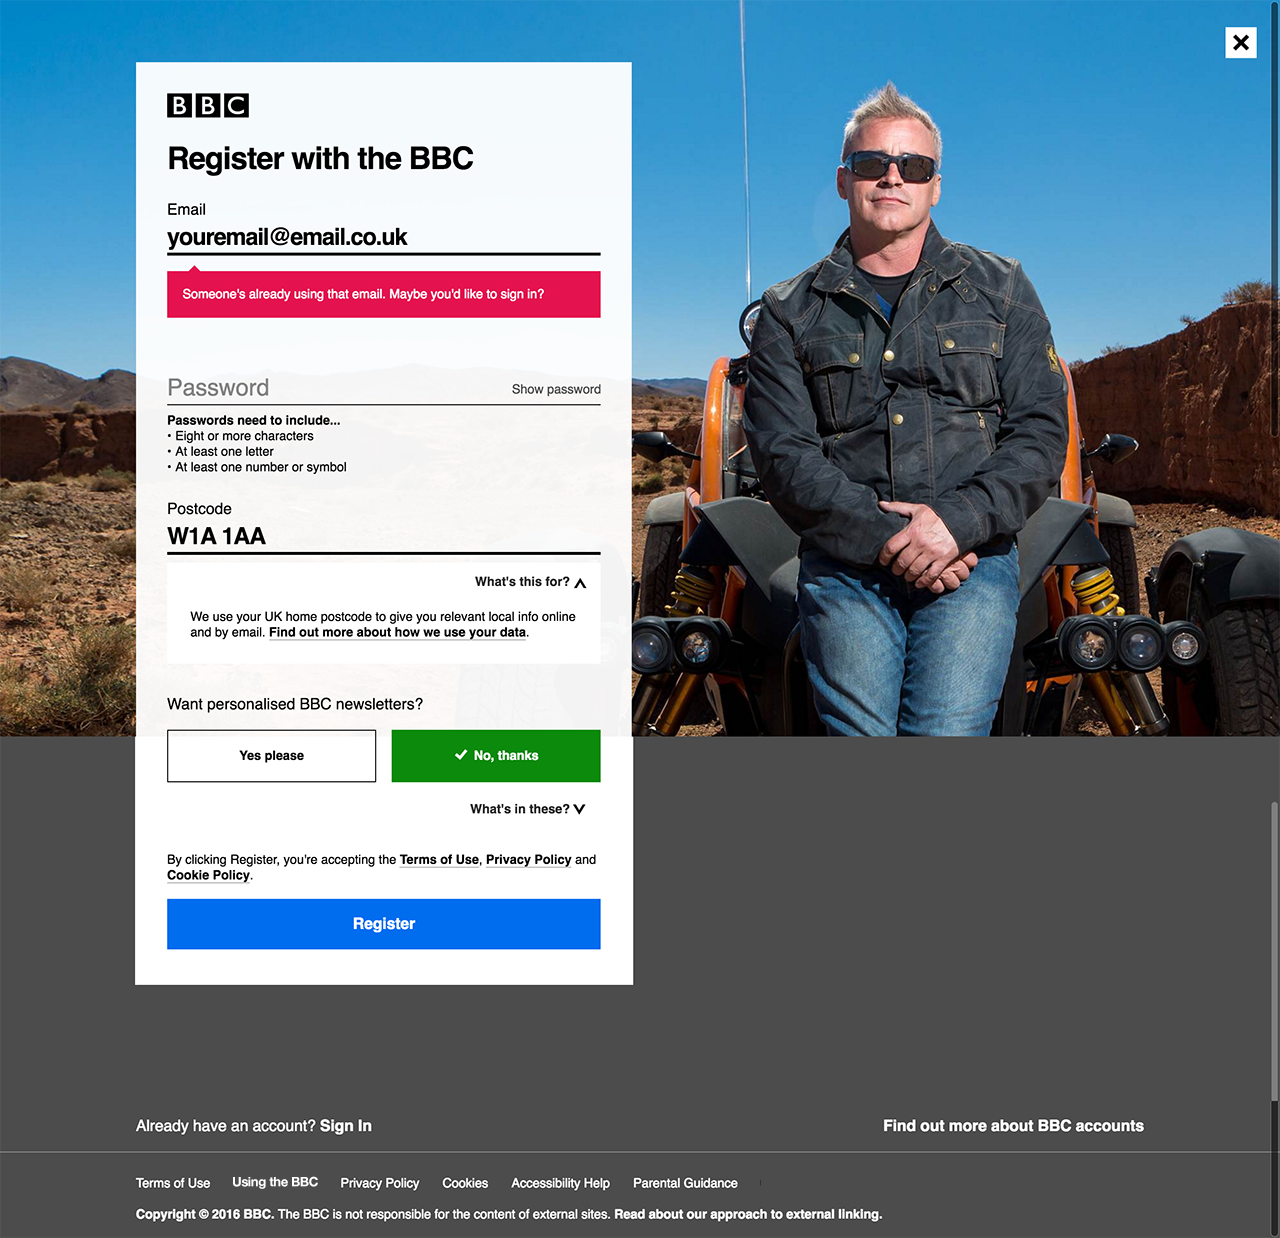 BBC
Register with the BBC
Email
youremail@email.co.uk
Someone's already using that email. Maybe you'd like to sign in?
Password
Show password
Passwords need to include...
• Eight or more characters
• At least one letter
• At least one number or symbol
Postcode
W1A 1AA
What's this for?
We use your UK home postcode to give you relevant local info online
and by email. Find out more about how we use your data.
Want personalised BBC newsletters?
Yes please
No, thanks
What's in these?
By clicking Register, you're accepting the Terms of Use, Privacy Policy and
Cookie Policy.
Register
Already have an account? Sign In
Find out more about BBC accounts
Terms of Use Using the BBC Privacy Policy Cookies Accessibility Help Parental Guidance
Copyright © 2016 BBC. The BBC is not responsible for the content of external sites. Read about our approach to external linking.